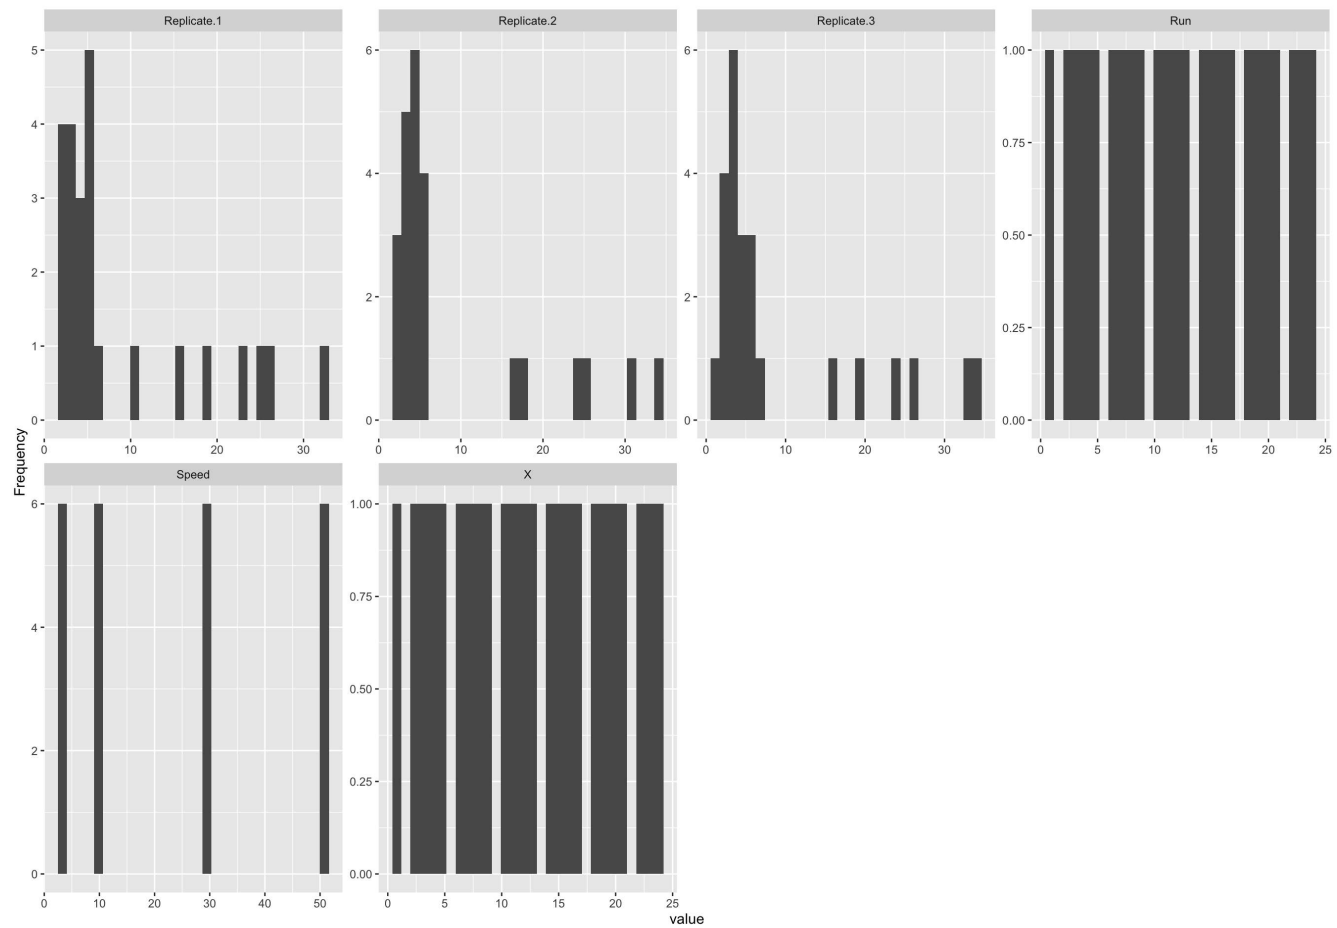 Replicate.1 Replicate.2 Replicate.3 Run
5 6 6 1.00
4 0.75
4 4
3 0.50
2
2 2 0.25
1
0 0 0 0.00
0 10 20 30 0 10 20 30 0 10 20 30 0 5 10 15 20 25
Frequency
Speed X
6 1.00
0.75
4
0.50
2
0.25
0 0.00
0 10 20 30 40 50 0 5 10 15 20 25
value